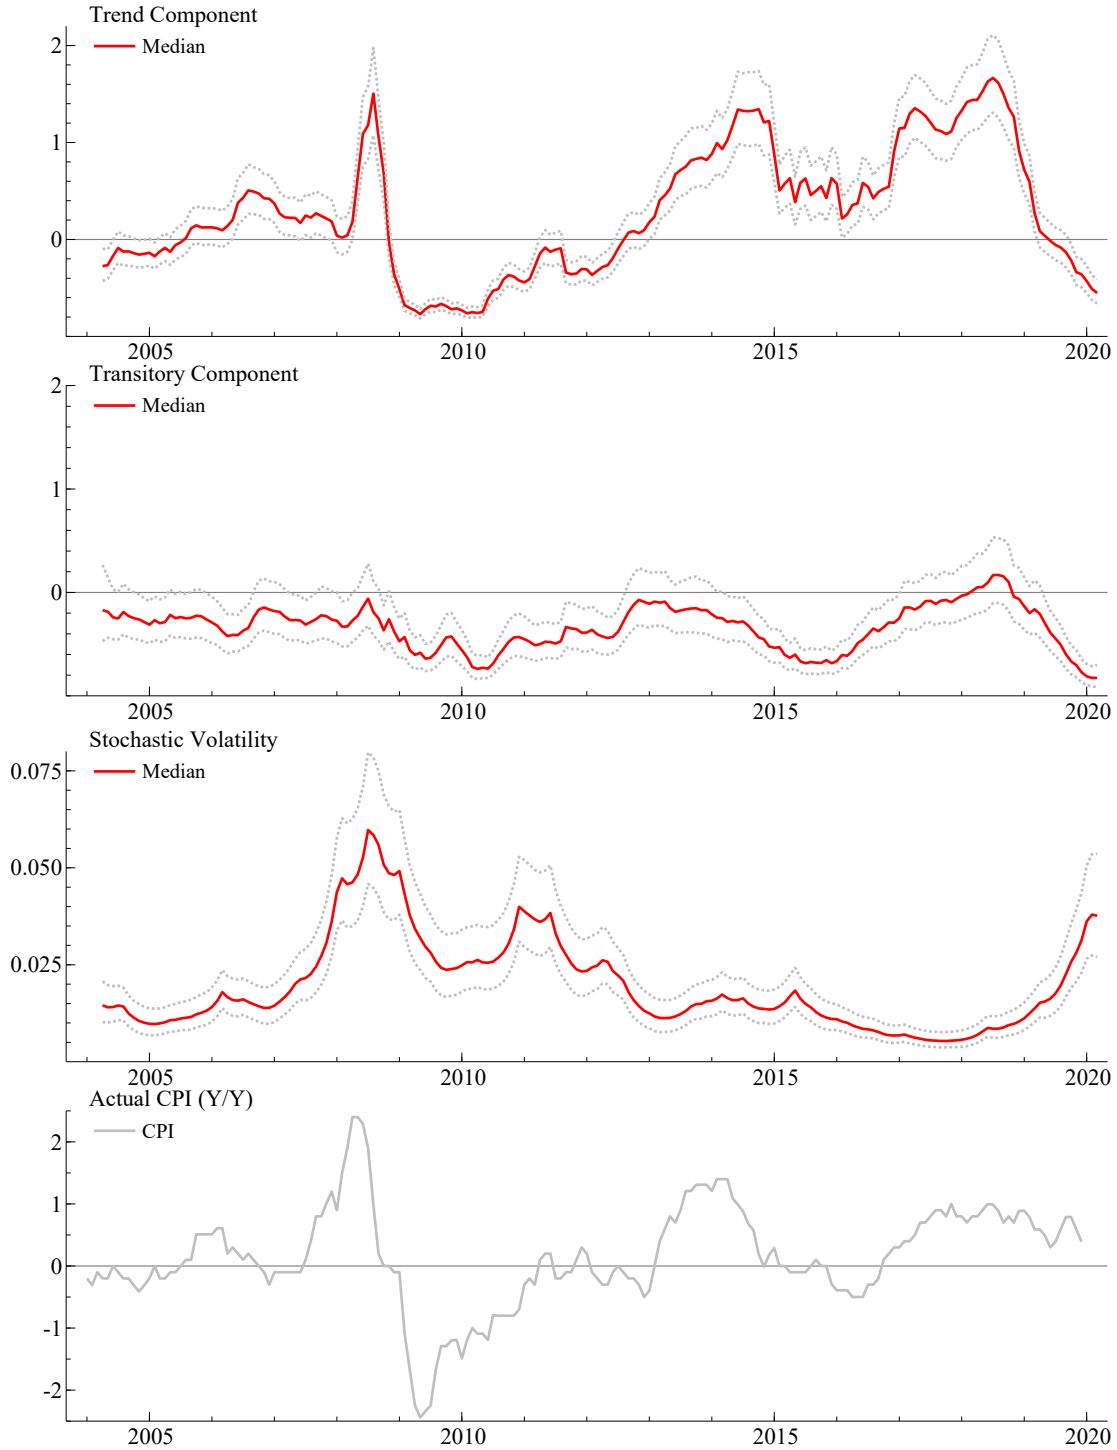 Trend Component
Median
2
1
0
2005 2010 2015 2020
Transitory Component
2
Median
1
0
2005 2010 2015 2020
Stochastic Volatility
0.075
Median
0.050
0.025
2005 2010 2015 2020
Actual CPI (Y/Y)
CPI
2
1
0
-1
-2
2005 2010 2015 2020